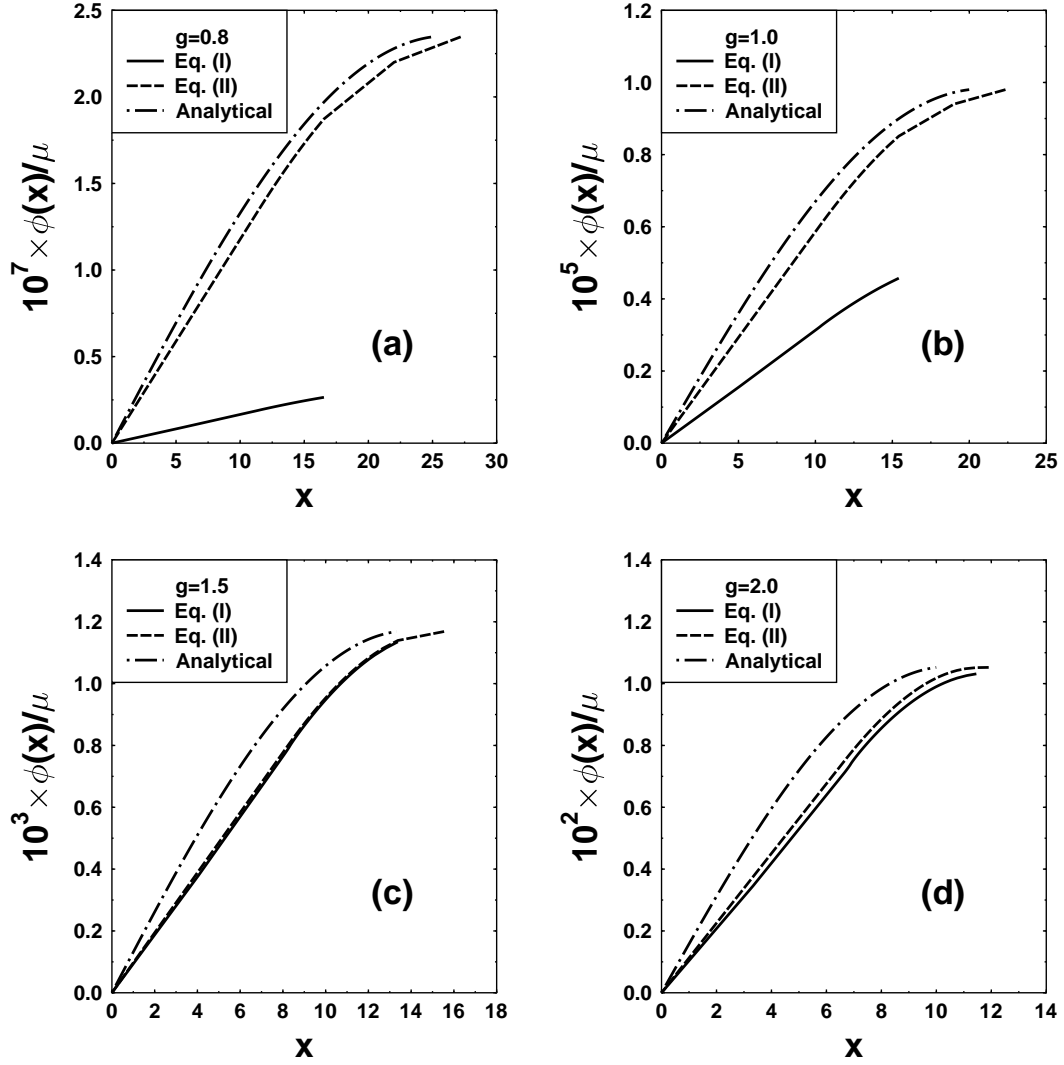 2.5
2.0
1.5
1.0
0.5
0.0
10^7 × ϕ(x)/μ
g=0.8
Eq. (I)
Eq. (II)
Analytical
(a)
0 5 10 15 20 25 30
x
1.2
1.0
0.8
0.6
0.4
0.2
0.0
10^5 × ϕ(x)/μ
g=1.0
Eq. (I)
Eq. (II)
Analytical
(b)
0 5 10 15 20 25
x
1.4
1.2
1.0
0.8
0.6
0.4
0.2
0.0
10^3 × ϕ(x)/μ
g=1.5
Eq. (I)
Eq. (II)
Analytical
(c)
0 2 4 6 8 10 12 14 16 18
x
1.4
1.2
1.0
0.8
0.6
0.4
0.2
0.0
10^2 × ϕ(x)/μ
g=2.0
Eq. (I)
Eq. (II)
Analytical
(d)
0 2 4 6 8 10 12 14
x